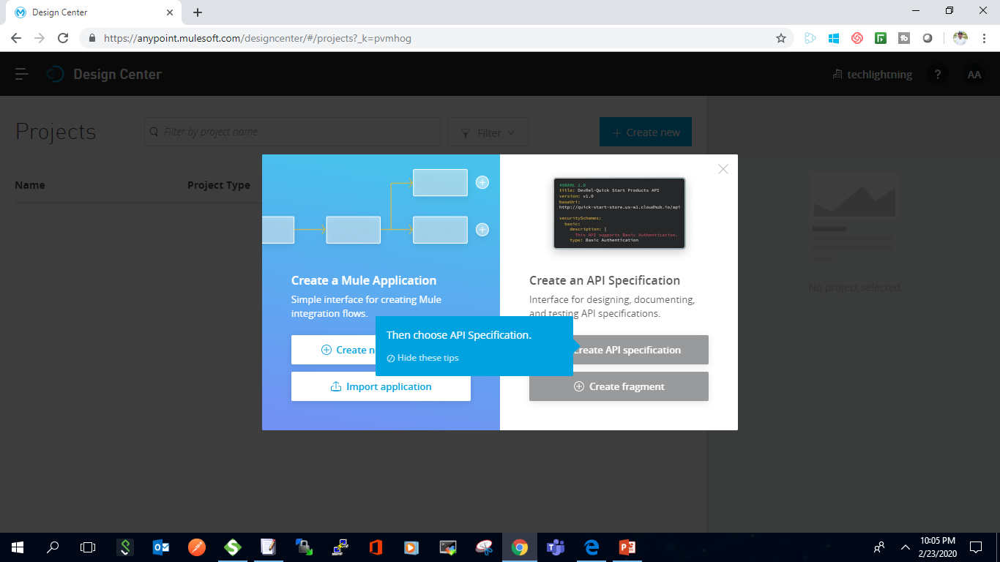 Design Center
https://anypoint.mulesoft.com/designcenter/#/projects?_k=pvmhog
Design Center
techlightning
?
AA
Projects
Filter by project name
Filter
+ Create new
Name
Project Type
No project selected
Create a Mule Application
Simple interface for creating Mule
integration flows.
Create n
Import application
#%RAML 1.0
title: DevRel-Quick Start Products API
version: v1.0
baseUri:
http://quick-start-store.us-w1.cloudhub.io/api
securitySchemes:
basic:
description: |
This API supports Basic Authentication.
type: Basic Authentication
Create an API Specification
Interface for designing, documenting,
and testing API specifications.
Then choose API Specification.
Hide these tips
reate API specification
Create fragment
10:05 PM
2/23/2020